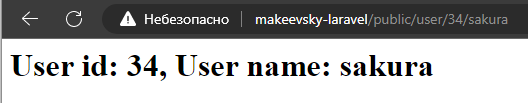 Небезопасно makeevsky-laravel/public/user/34/sakura
User id: 34, User name: sakura